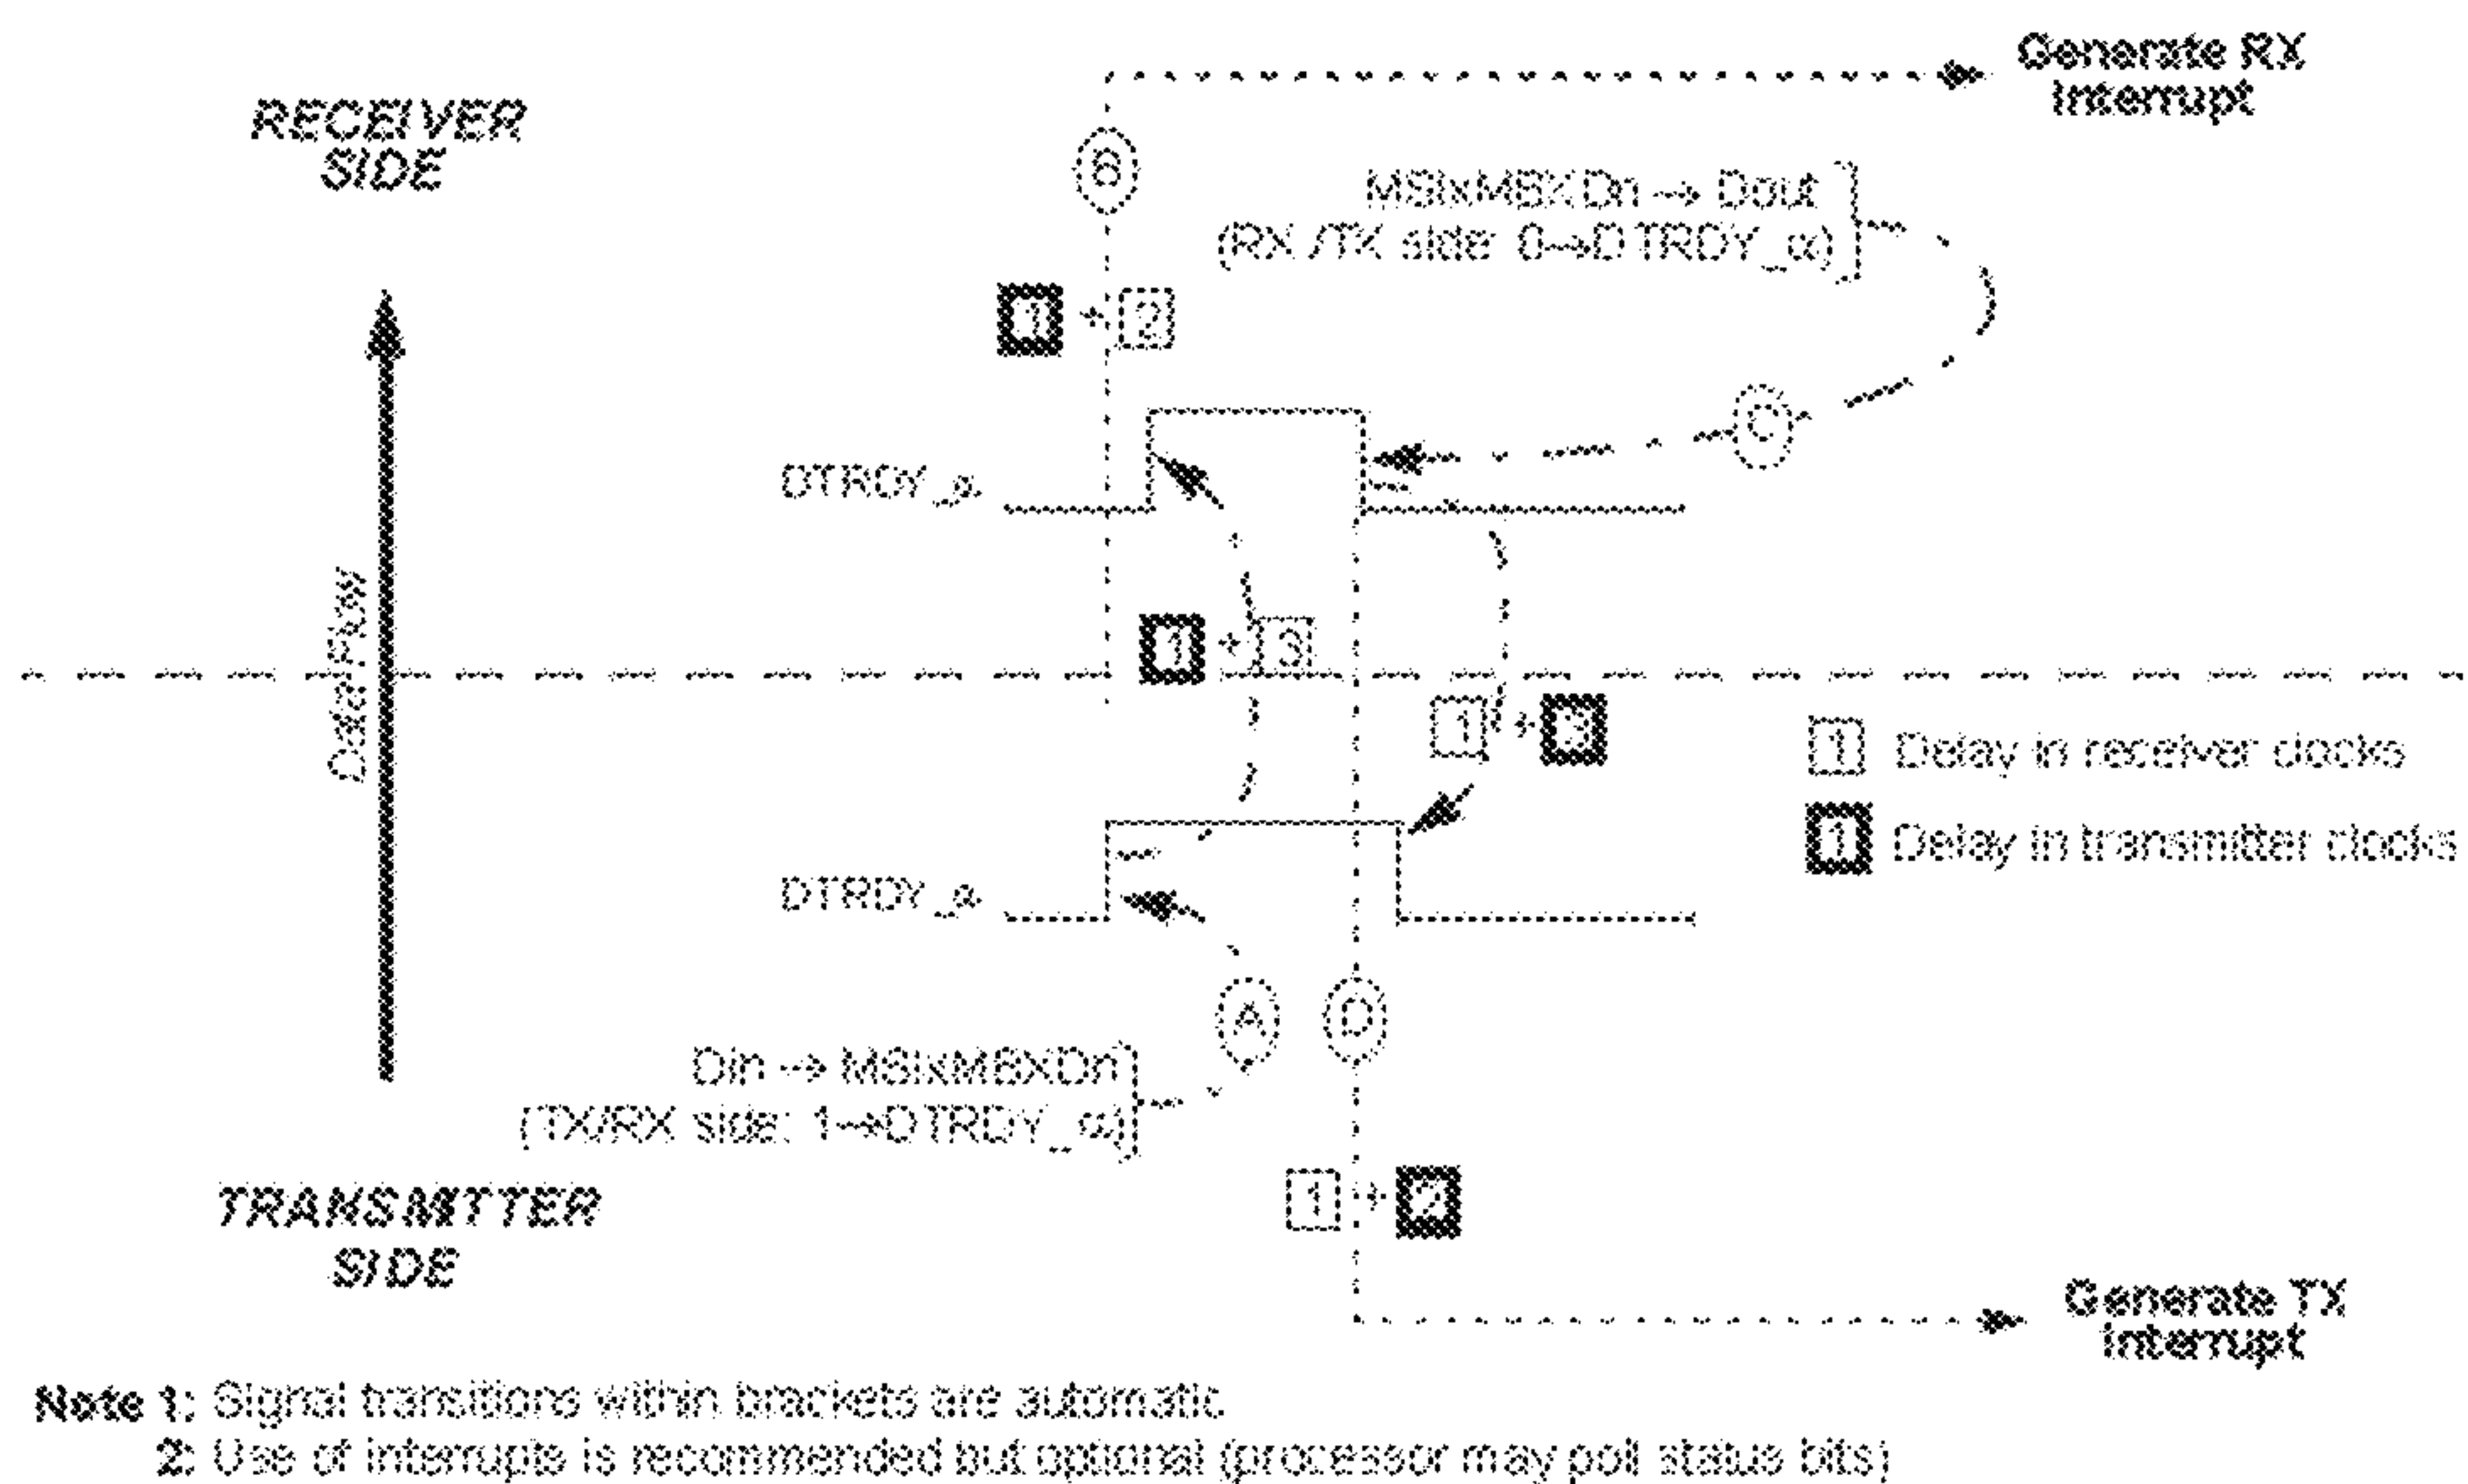 Generate RX
Interrupt
RECEIVER
SIDE
6
MSIxMBXDn → Dout
(RX /TX side: 0→DTRDY_α)
1 + 2
C
DTRDY_α
Data Flow
1 + 3
1 + 3
1 Delay in receiver clocks
1 Delay in transmitter clocks
DTRDY_α
A
D
Din → MSIxMBXDn
[TX/RX side: 1→DTRDY_α]
1 + 2
TRANSMITTER
SIDE
Generate TX
Interrupt
Note 1: Signal transitions within brackets are automatic
2: Use of interrupts is recommended but optional (processor may poll status bits)